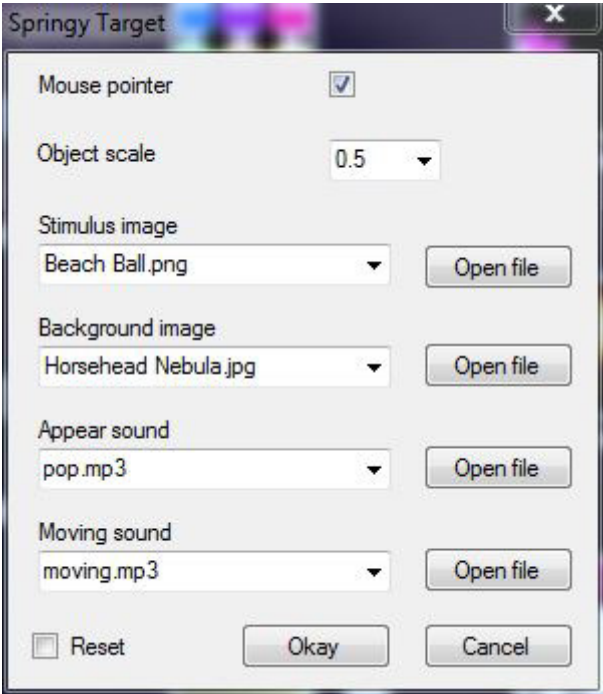 Springy Target
Mouse pointer
Object scale 0.5
Stimulus image
Beach Ball.png Open file
Background image
Horsehead Nebula.jpg Open file
Appear sound
pop.mp3 Open file
Moving sound
moving.mp3 Open file
Reset Okay Cancel